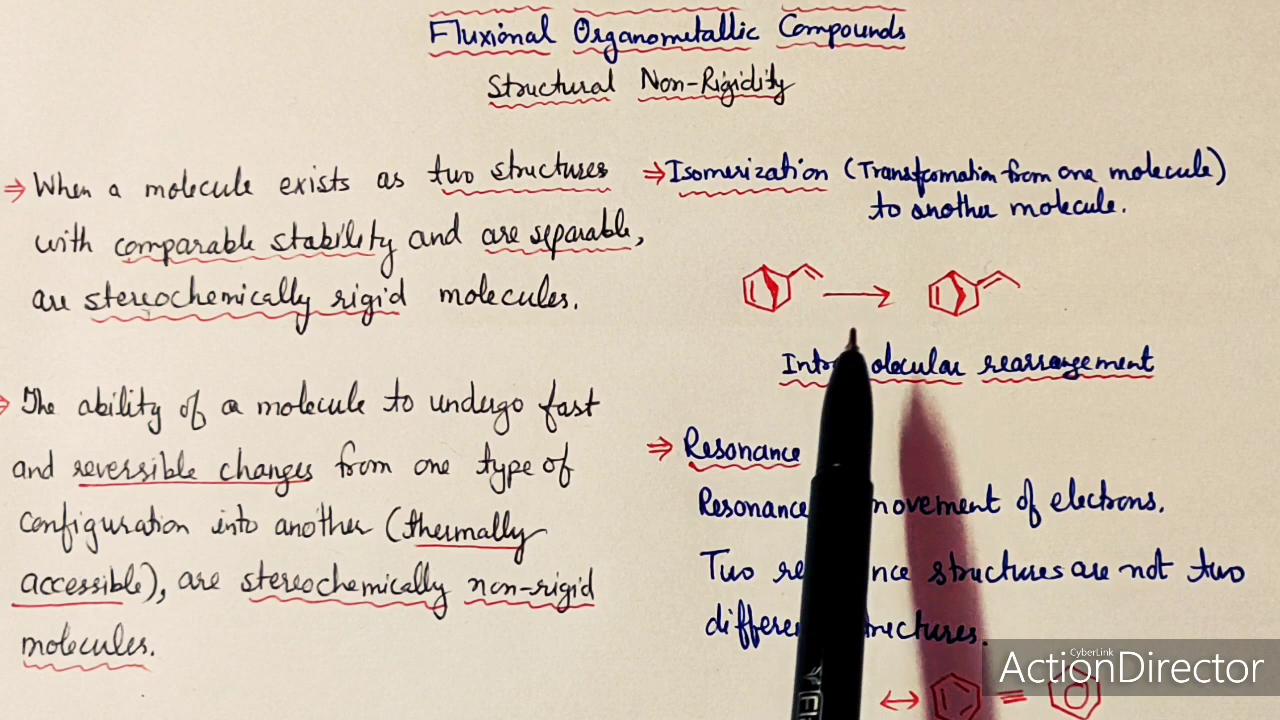 Fluxional Organometallic Compounds
Structural Non-Rigidity
⇒ When a molecule exists as two structures
with comparable stability and are separable,
are stereochemically rigid molecules.
⇒ The ability of a molecule to undergo fast
and reversible changes from one type of
configuration into another (thermally
accessible), are stereochemically non-rigid
molecules.
⇒ Isomerization (Transformation from one molecule)
to another molecule.
rearrangement
⇒ Resonance
Resonance movement of electrons.
Two structures are not two
CyberLink
ActionDirector